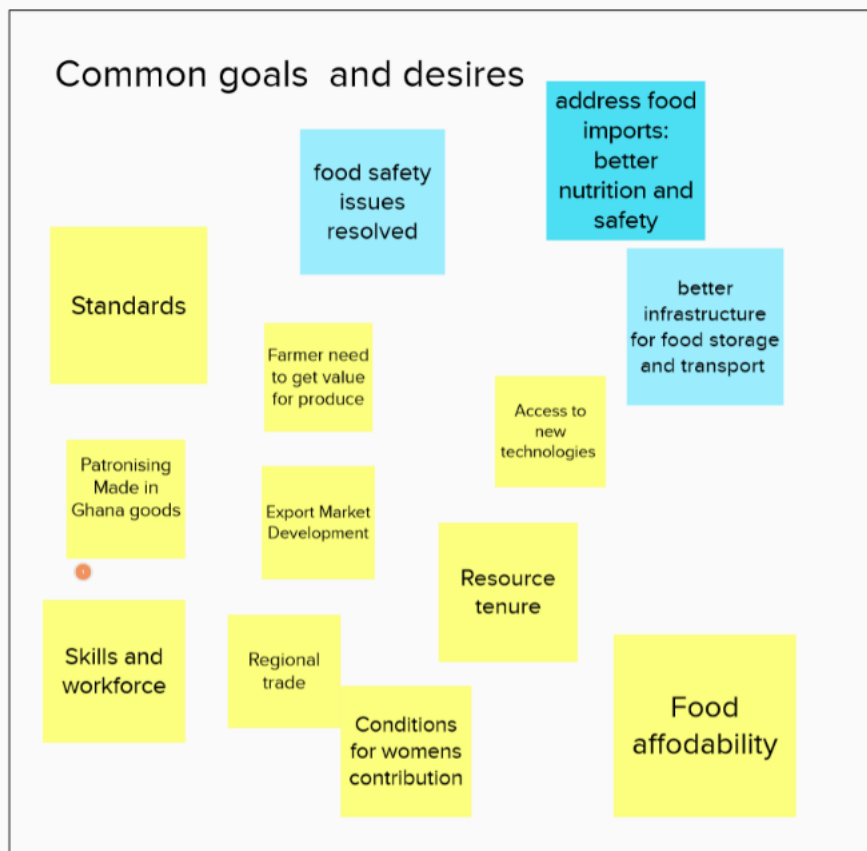 Common goals  and desires
address food
imports:
better
nutrition and
safety
food safety
issues
resolved
Standards
better
infrastructure
for food storage
and transport
Farmer need
to get value
for produce
Access to
new
technologies
Patronising
Made in
Ghana goods
Export Market
Development
Resource
tenure
Skills and
workforce
Regional
trade
Conditions
for womens
contribution
Food
affodability